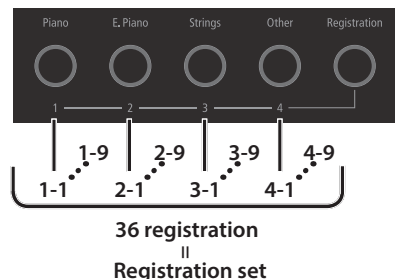 Piano E. Piano Strings Other Registration
1 2 3 4
1-9 2-9 3-9 4-9
1-1 2-1 3-1 4-1
36 registration
=
Registration set